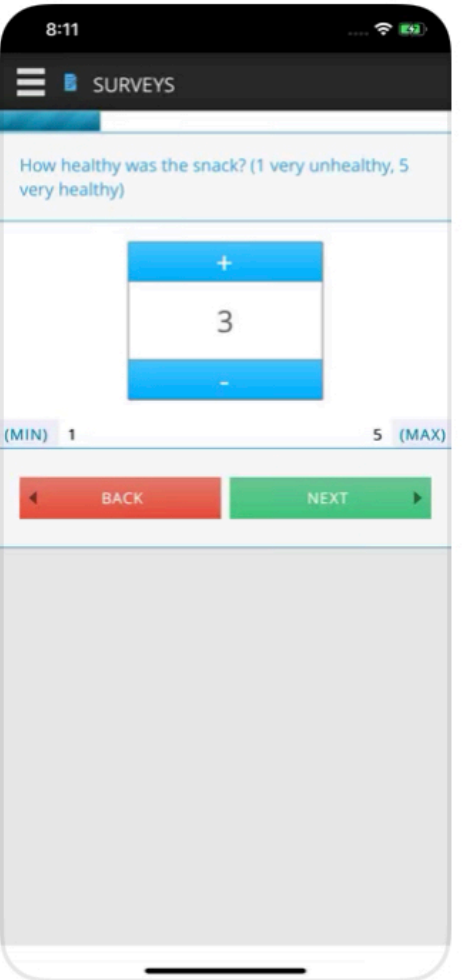 8:11
SURVEYS
How healthy was the snack? (1 very unhealthy, 5
very healthy)
+
3
-
(MIN) 1 5 (MAX)
BACK NEXT